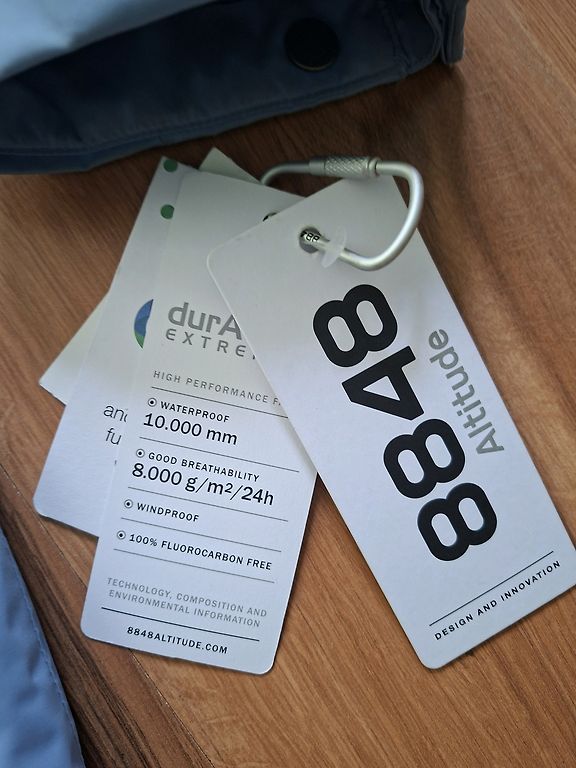 8848
Altitude
DESIGN AND INNOVATION
EXTRE
HIGH PERFORMANCE
WATERPROOF
10.000 mm
GOOD BREATHABILITY
8.000 g/m²/24h
WINDPROOF
100% FLUOROCARBON FREE
TECHNOLOGY, COMPOSITION AND
ENVIRONMENTAL INFORMATION
8848ALTITUDE.COM